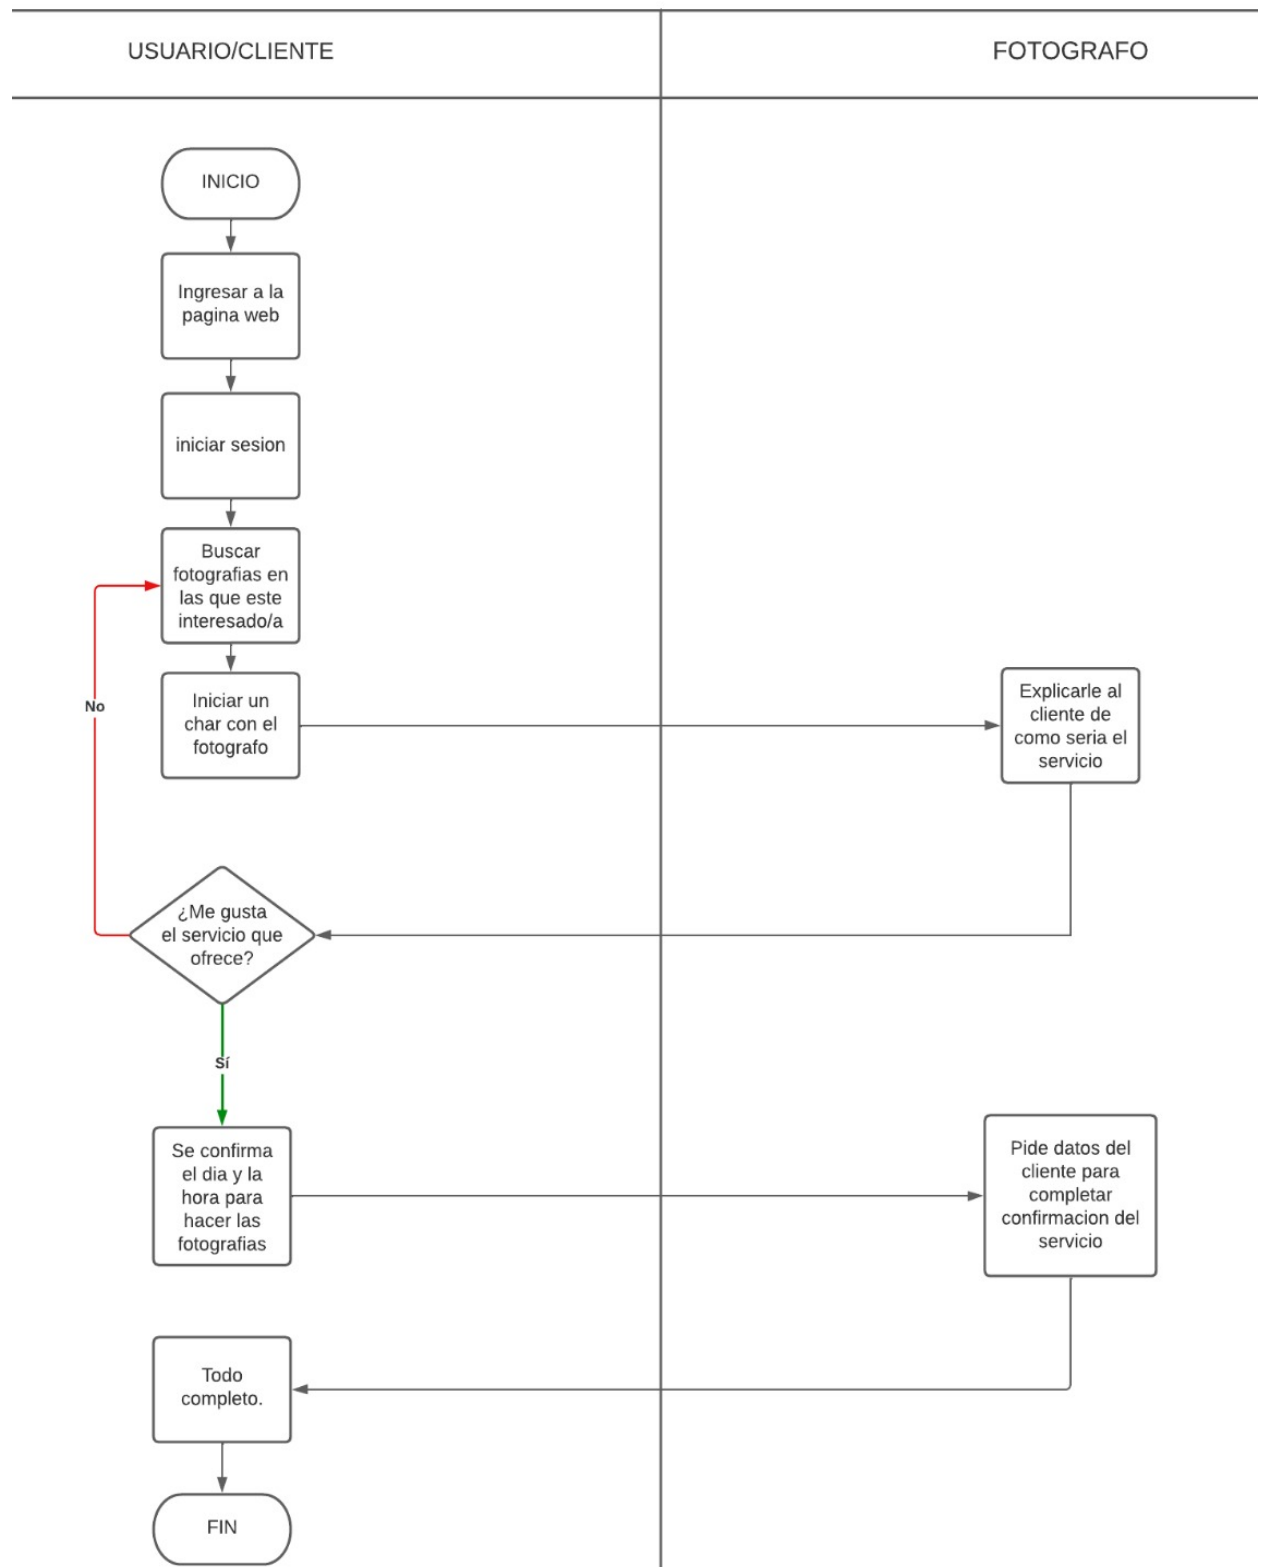 USUARIO/CLIENTE
FOTOGRAFO
INICIO
Ingresar a la
pagina web
iniciar sesion
Buscar
fotografias en
las que este
interesado/a
No
Iniciar un
char con el
fotografo
Explicarle al
cliente de
como seria el
servicio
¿Me gusta
el servicio que
ofrece?
Sí
Se confirma
el dia y la
hora para
hacer las
fotografias
Pide datos del
cliente para
completar
confirmacion del
servicio
Todo
completo.
FIN